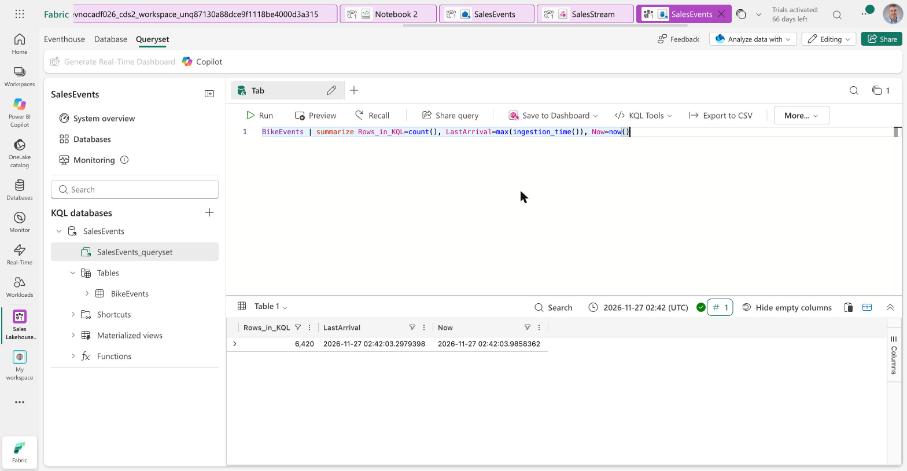 Fabric
vnocadf026_cds2_workspace_unq87130a88dce9f1118be4000d3a315
Notebook 2
SalesEvents
SalesStream
SalesEvents
Trials activated:
66 days left
Eventhouse Database Queryset
Feedback
Analyze data with
Editing
Share
Generate Real-Time Dashboard Copilot
Home
Workspaces
Power BI
Copilot
OneLake
catalog
Databases
Monitor
Real-Time
Workloads
Sales
Lakehouse...
My
workspace
Fabric
SalesEvents
System overview
Databases
Monitoring
Search
KQL databases
SalesEvents
SalesEvents_queryset
Tables
BikeEvents
Shortcuts
Materialized views
Functions
Tab
1
Run Preview Recall Share query Save to Dashboard KQL Tools Export to CSV More...
1 BikeEvents | summarize Rows_in_KQL=count(), LastArrival=max(ingestion_time()), Now=now()
Table 1
Search
2026-11-27 02:42 (UTC)
# 1
Hide empty columns
Rows_in_KQL LastArrival Now
6,420 2026-11-27 02:42:03.2979398 2026-11-27 02:42:03.9858362
Columns